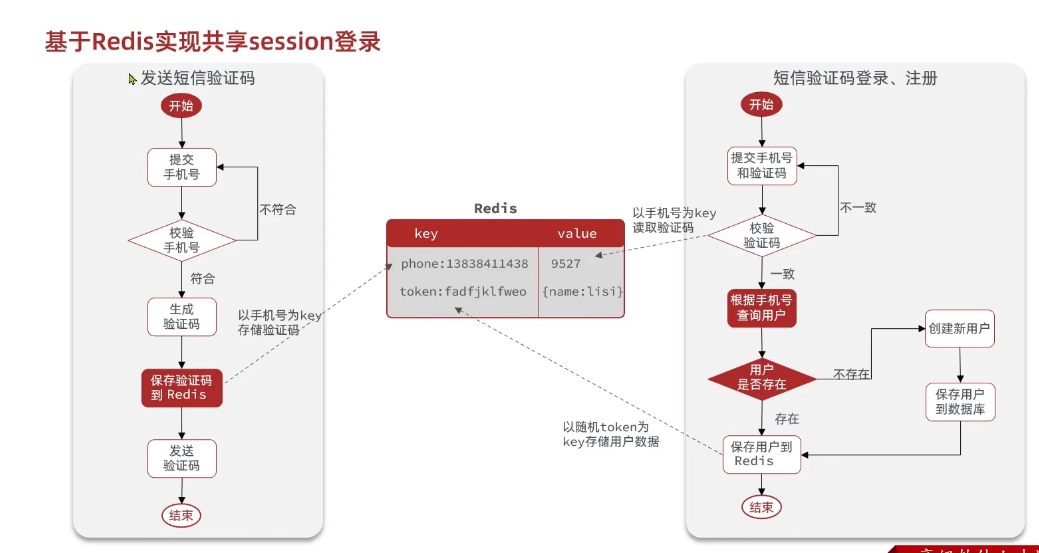 基于Redis实现共享session登录
发送短信验证码
开始
提交
手机号
不符合
校验
手机号
符合
生成
验证码
以手机号为key
存储验证码
保存验证码
到 Redis
发送
验证码
结束
Redis
key value
phone:13838411438 9527
token:fadfjklfweo {name:lisi}
以手机号为key
读取验证码
以随机token为
key存储用户数据
短信验证码登录、注册
开始
提交手机号
和验证码
不一致
校验
验证码
一致
根据手机号
查询用户
用户
是否存在
不存在
创建新用户
保存用户
到数据库
存在
保存用户到
Redis
结束